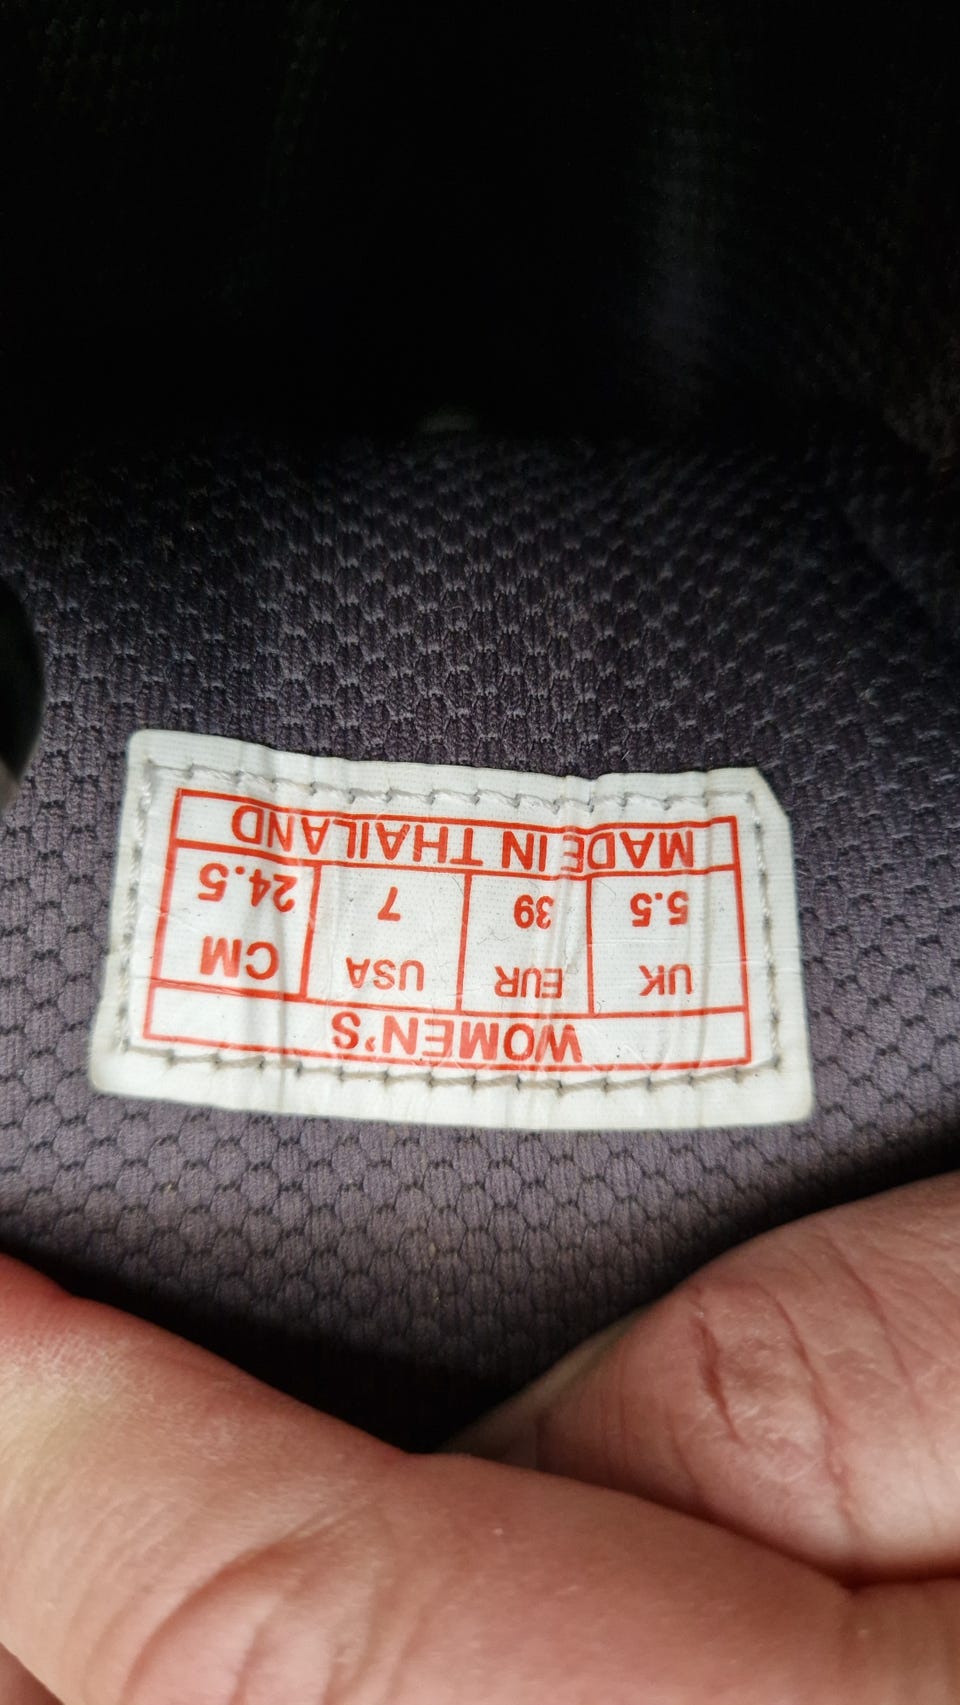 WOMEN'S
UK EUR USA CM
5.5 39 7 24.5
MADE IN THAILAND